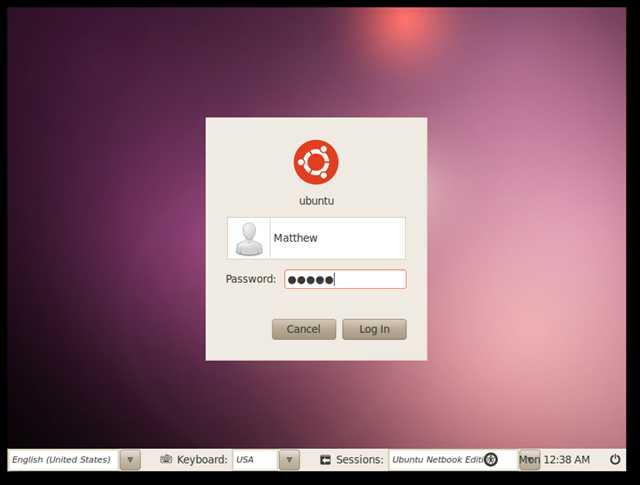 ubuntu
Matthew
Password: ●●●●●
Cancel Log In
English (United States) Keyboard: USA Sessions: Ubuntu Netbook Editi Mon 12:38 AM